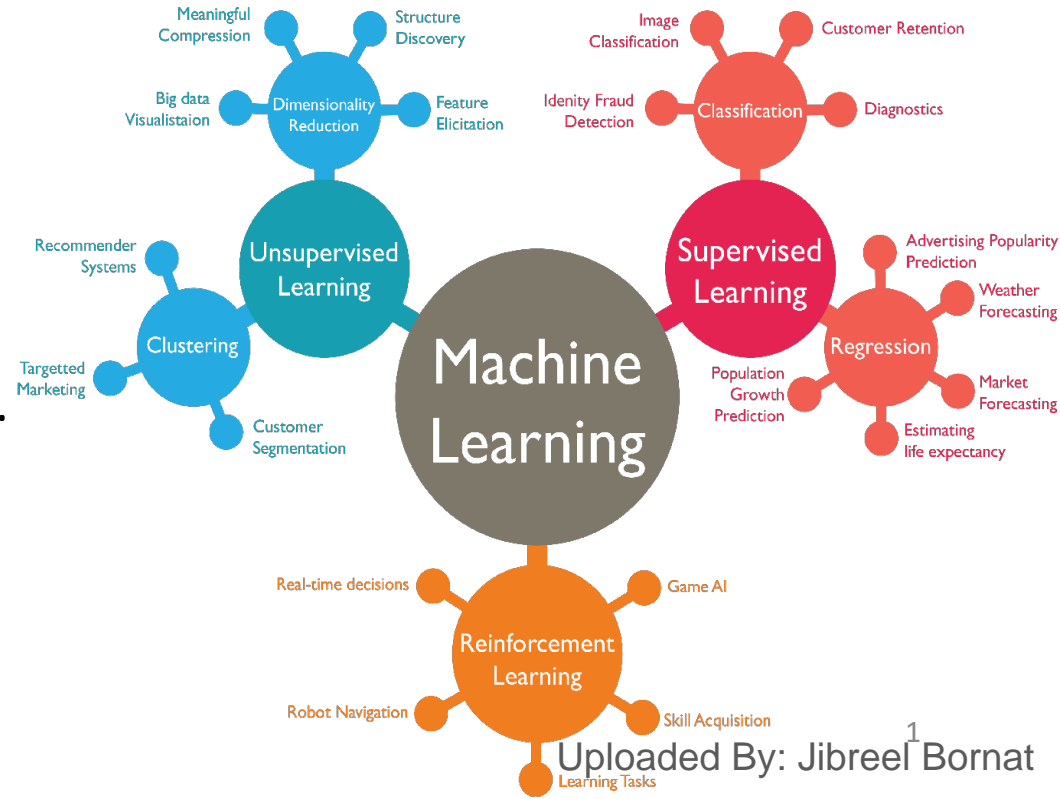 Meaningful
Compression
Structure
Discovery
Big data
Visualistaion
Dimensionality
Reduction
Feature
Elicitation
Image
Classification
Customer Retention
Idenity Fraud
Detection
Classification
Diagnostics
Unsupervised
Learning
Recommender
Systems
Clustering
Targetted
Marketing
Customer
Segmentation
Supervised
Learning
Advertising Popularity
Prediction
Weather
Forecasting
Regression
Population
Growth
Prediction
Market
Forecasting
Estimating
life expectancy
Machine
Learning
Real-time decisions
Game AI
Reinforcement
Learning
Robot Navigation
Skill Acquisition
Learning Tasks
1
Uploaded By: Jibreel Bornat